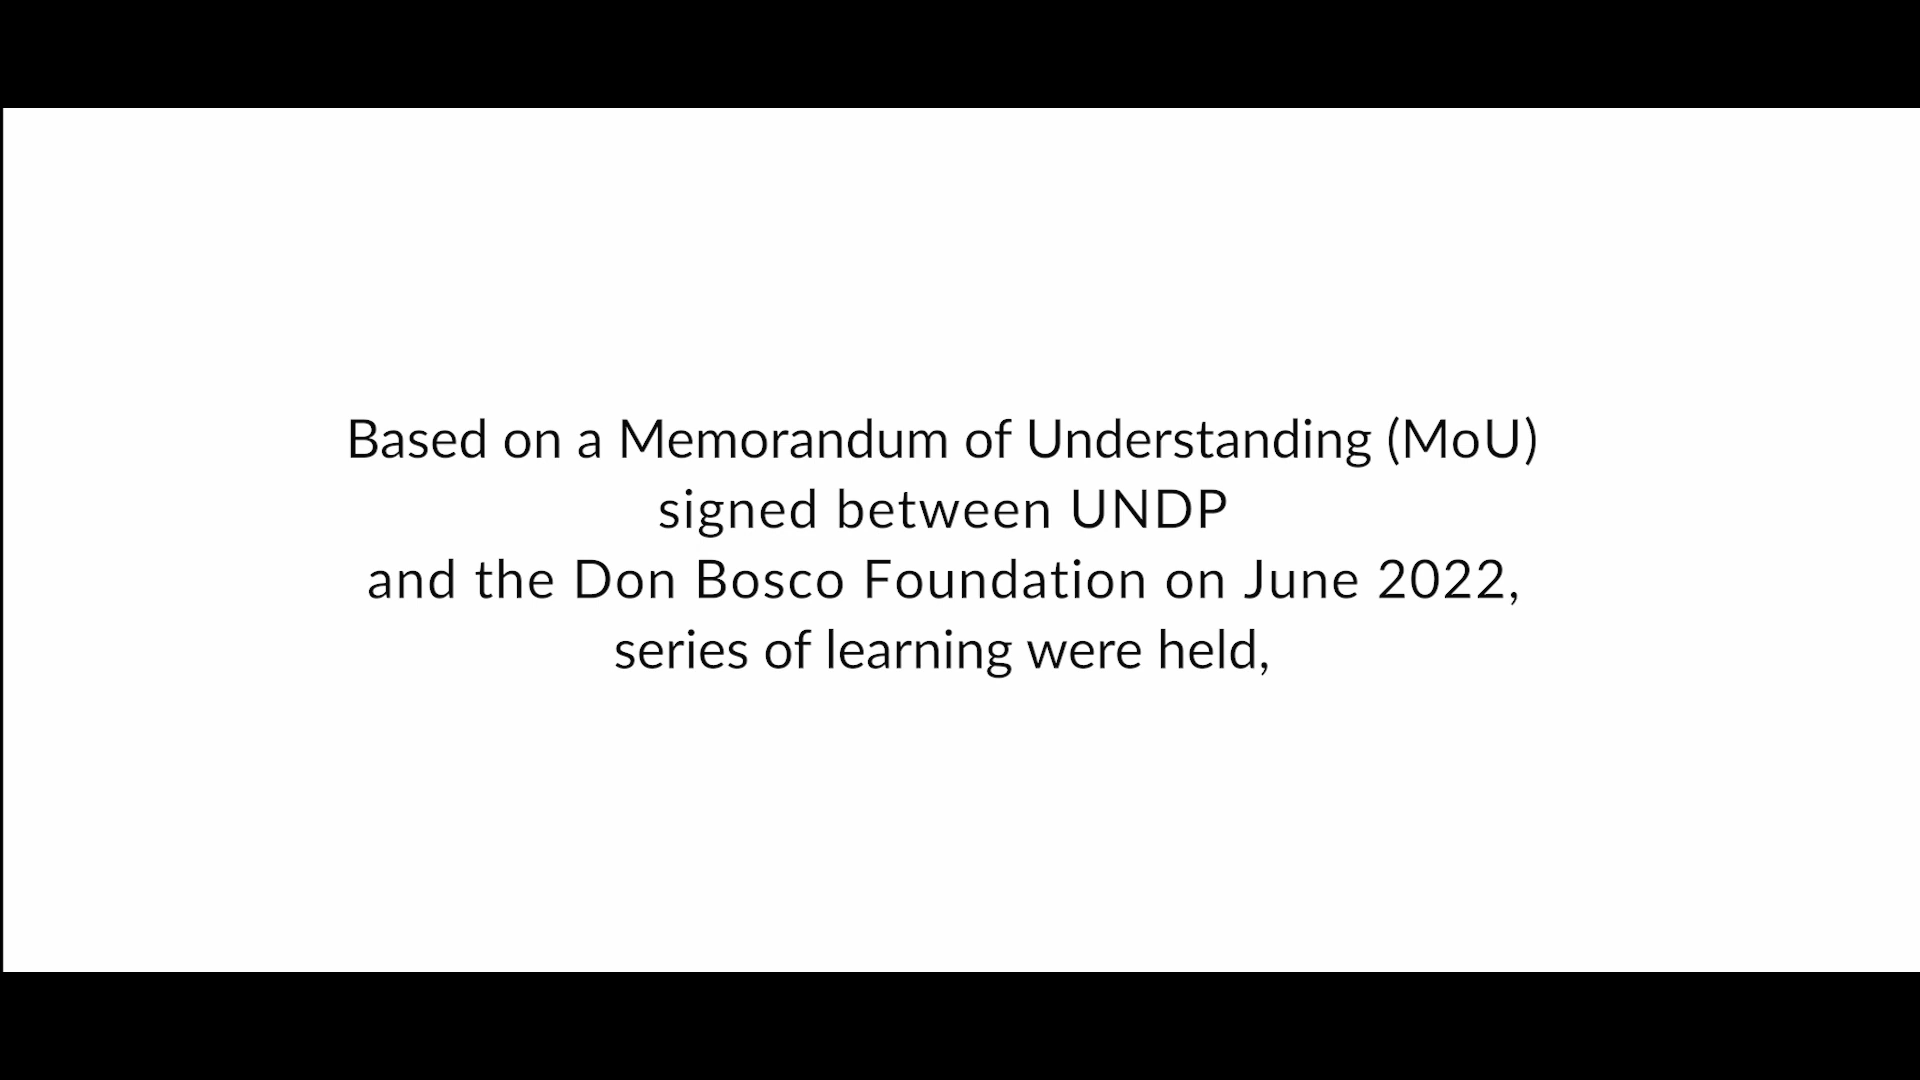 Based on a Memorandum of Understanding (MoU)
signed between UNDP
and the Don Bosco Foundation on June 2022,
series of learning were held,